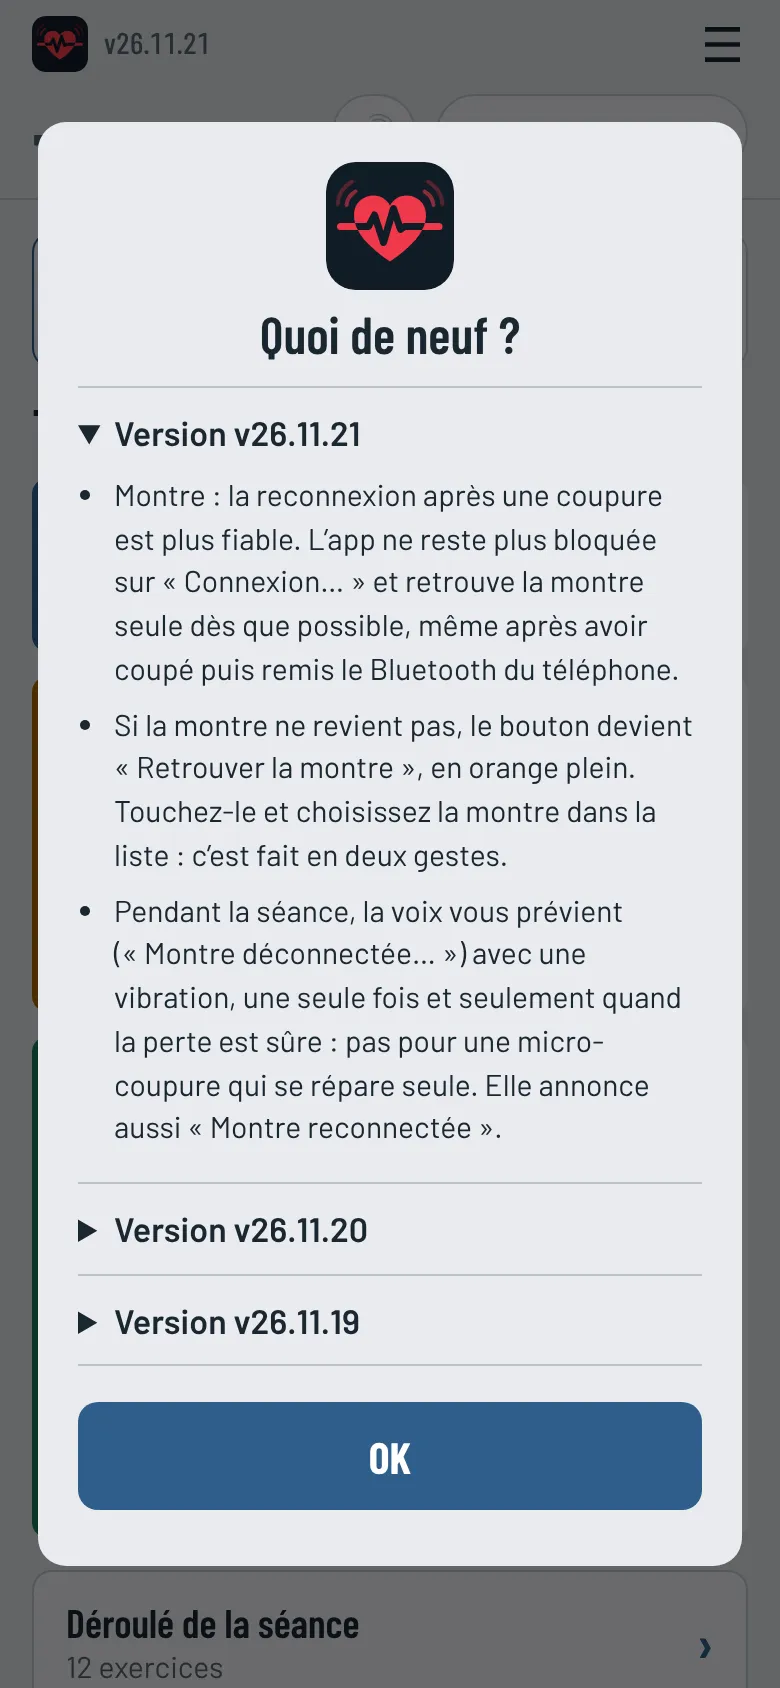 v26.11.21
Quoi de neuf ?
Version v26.11.21
• Montre : la reconnexion après une coupure
est plus fiable. L’app ne reste plus bloquée
sur « Connexion… » et retrouve la montre
seule dès que possible, même après avoir
coupé puis remis le Bluetooth du téléphone.
• Si la montre ne revient pas, le bouton devient
« Retrouver la montre », en orange plein.
Touchez-le et choisissez la montre dans la
liste : c’est fait en deux gestes.
• Pendant la séance, la voix vous prévient
(« Montre déconnectée… ») avec une
vibration, une seule fois et seulement quand
la perte est sûre : pas pour une micro-
coupure qui se répare seule. Elle annonce
aussi « Montre reconnectée ».
Version v26.11.20
Version v26.11.19
OK
Déroulé de la séance
12 exercices